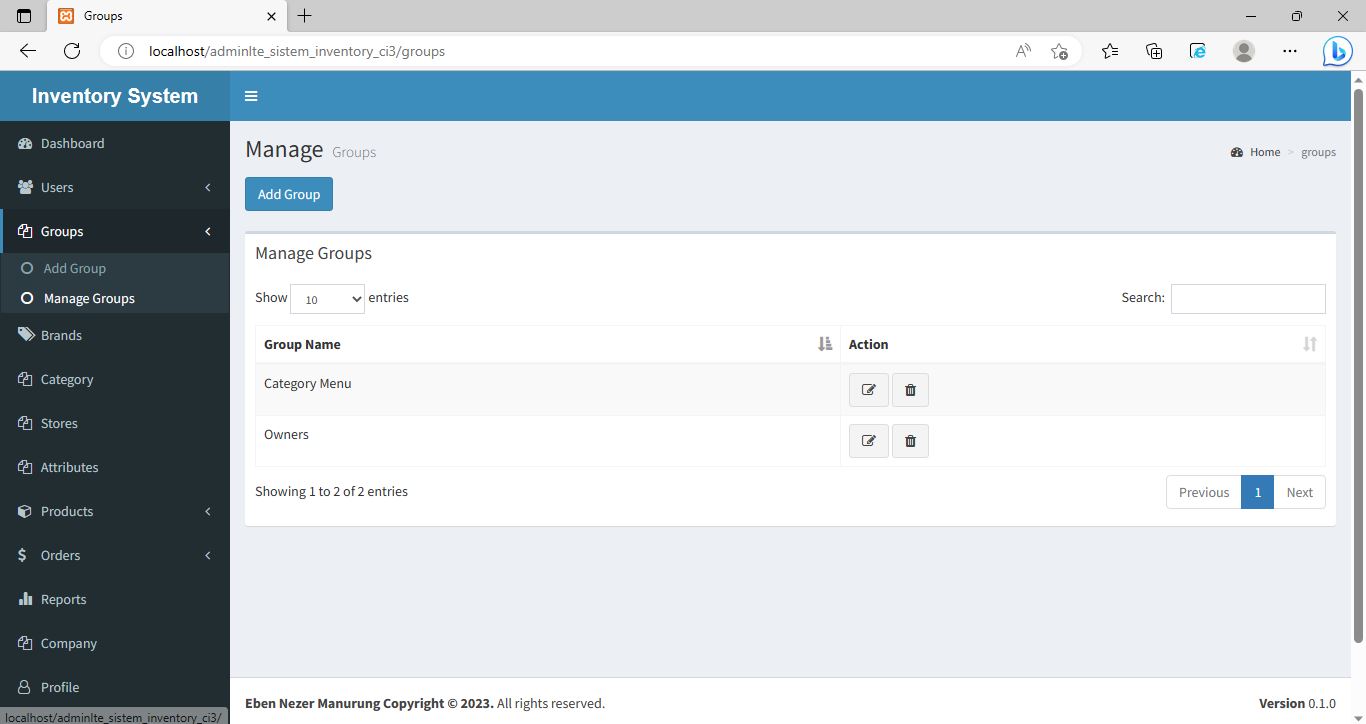 Groups
localhost/adminlte_sistem_inventory_ci3/groups
Inventory System
Dashboard
Users
Groups
Add Group
Manage Groups
Brands
Category
Stores
Attributes
Products
Orders
Reports
Company
Profile
localhost/adminlte_sistem_inventory_ci3/
Manage Groups
Home > groups
Add Group
Manage Groups
Show 10 entries
Search:
Group Name Action
Category Menu
Owners
Showing 1 to 2 of 2 entries
Previous 1 Next
Eben Nezer Manurung Copyright © 2023. All rights reserved.
Version 0.1.0